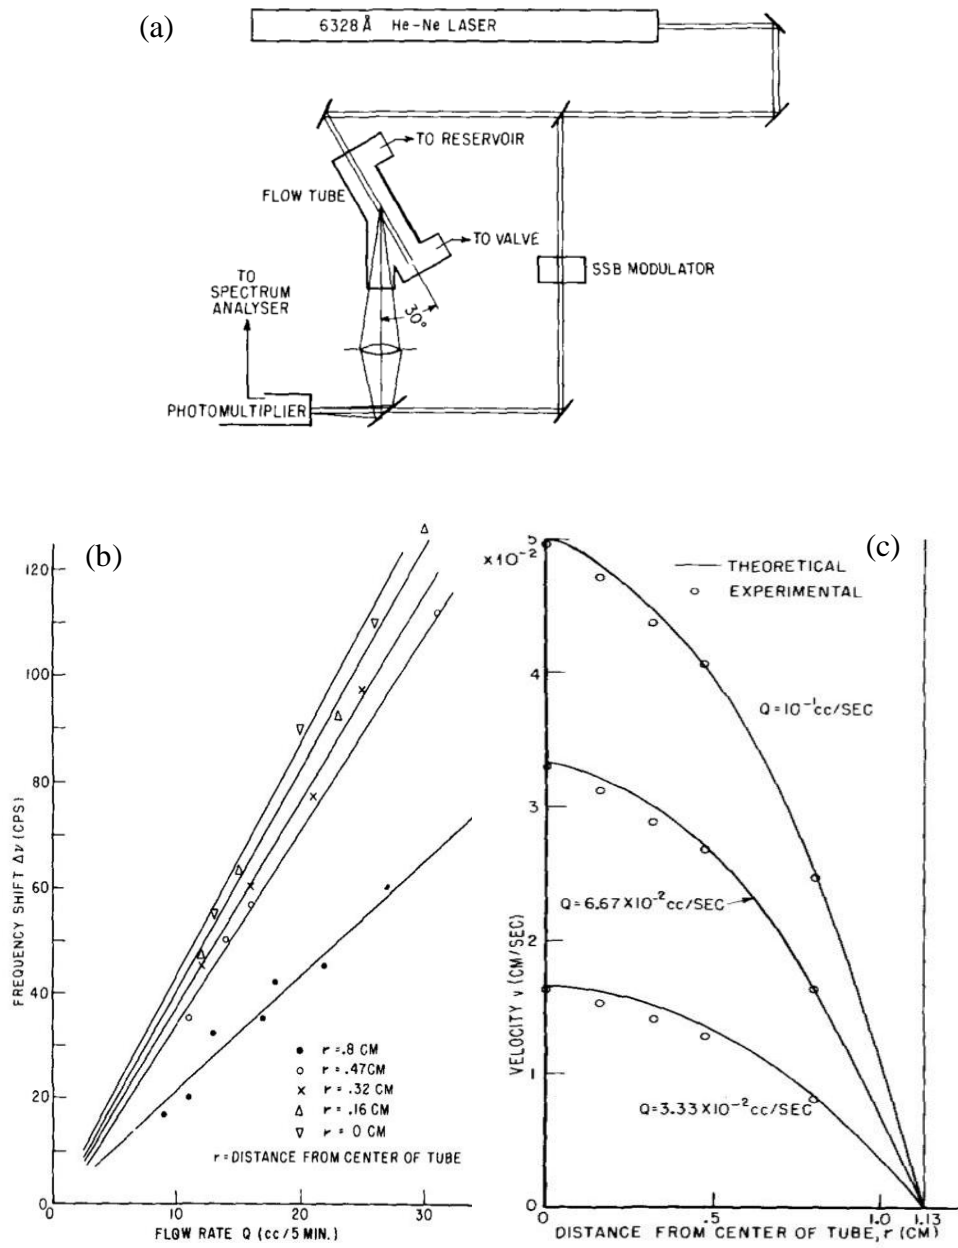 (a)
6328 Å He-Ne LASER
TO RESERVOIR
FLOW TUBE
TO VALVE
SSB MODULATOR
TO
SPECTRUM
ANALYSER
30°
PHOTOMULTIPLIER
(b)
120
100
80
60
40
20
0
FREQUENCY SHIFT Δν (CPS)
r = .8 CM
r = .47CM
r = .32 CM
r = .16 CM
r = 0 CM
r = DISTANCE FROM CENTER OF TUBE
0 10 20 30
FLOW RATE Q (cc/5 MIN.)
(c)
5
×10⁻²
THEORETICAL
EXPERIMENTAL
4
Q=10⁻¹cc/SEC
3
Q=6.67×10⁻²cc/SEC
2
VELOCITY v (CM/SEC)
1
Q=3.33×10⁻²cc/SEC
0 .5 1.0 1.13
DISTANCE FROM CENTER OF TUBE, r (CM)